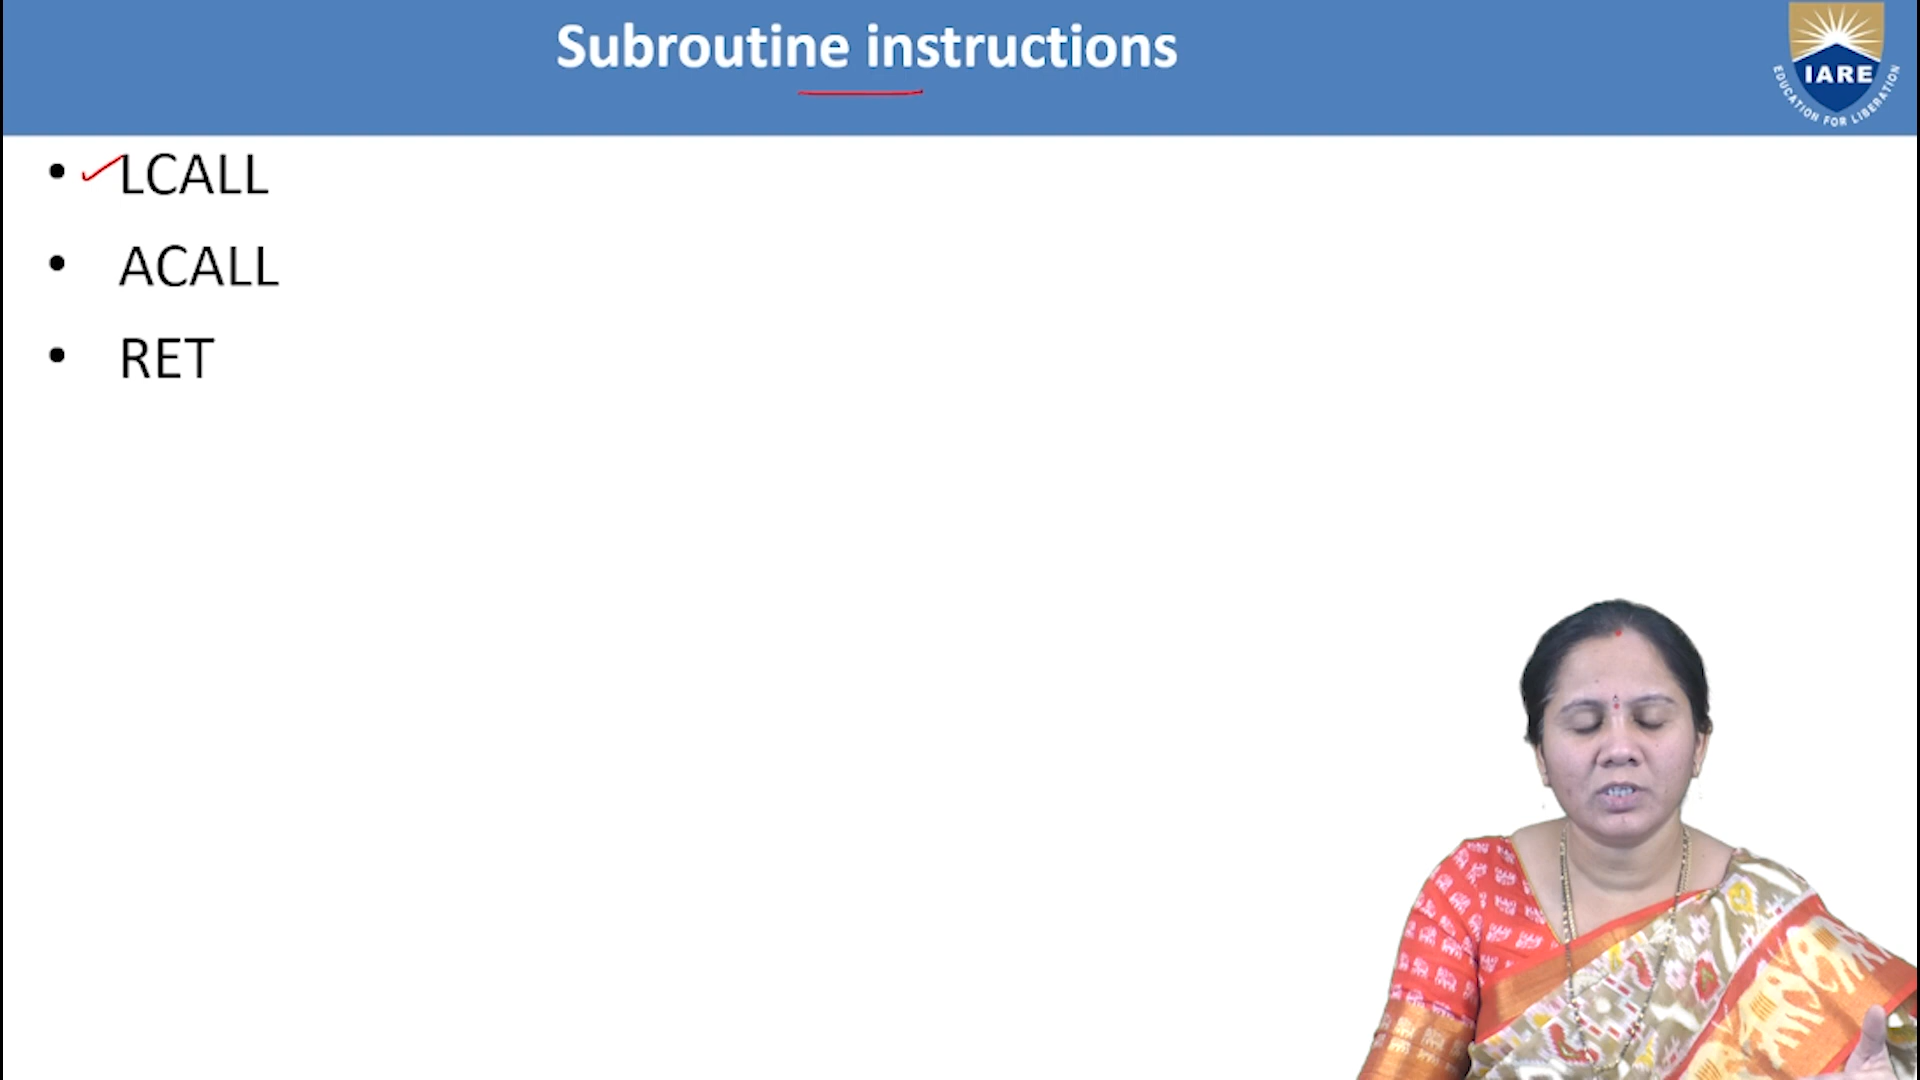 Subroutine instructions
IARE
EDUCATION FOR LIBERATION
• LCALL
• ACALL
• RET